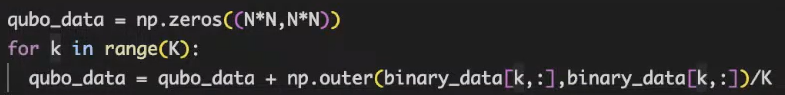 qubo_data = np.zeros((N*N,N*N))
for k in range(K):
qubo_data = qubo_data + np.outer(binary_data[k,:],binary_data[k,:])/K